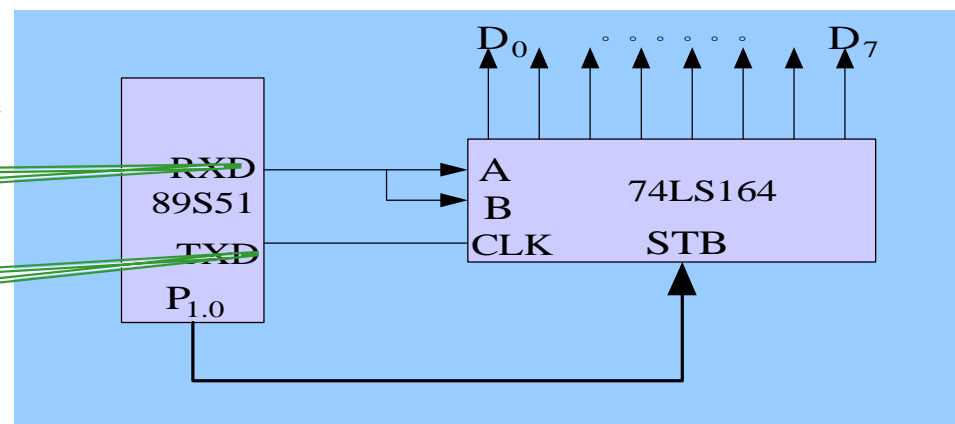 D0 ° ° ° ° ° ° D7
RXD
89S51
TXD
P1.0
A
B
CLK
74LS164
STB